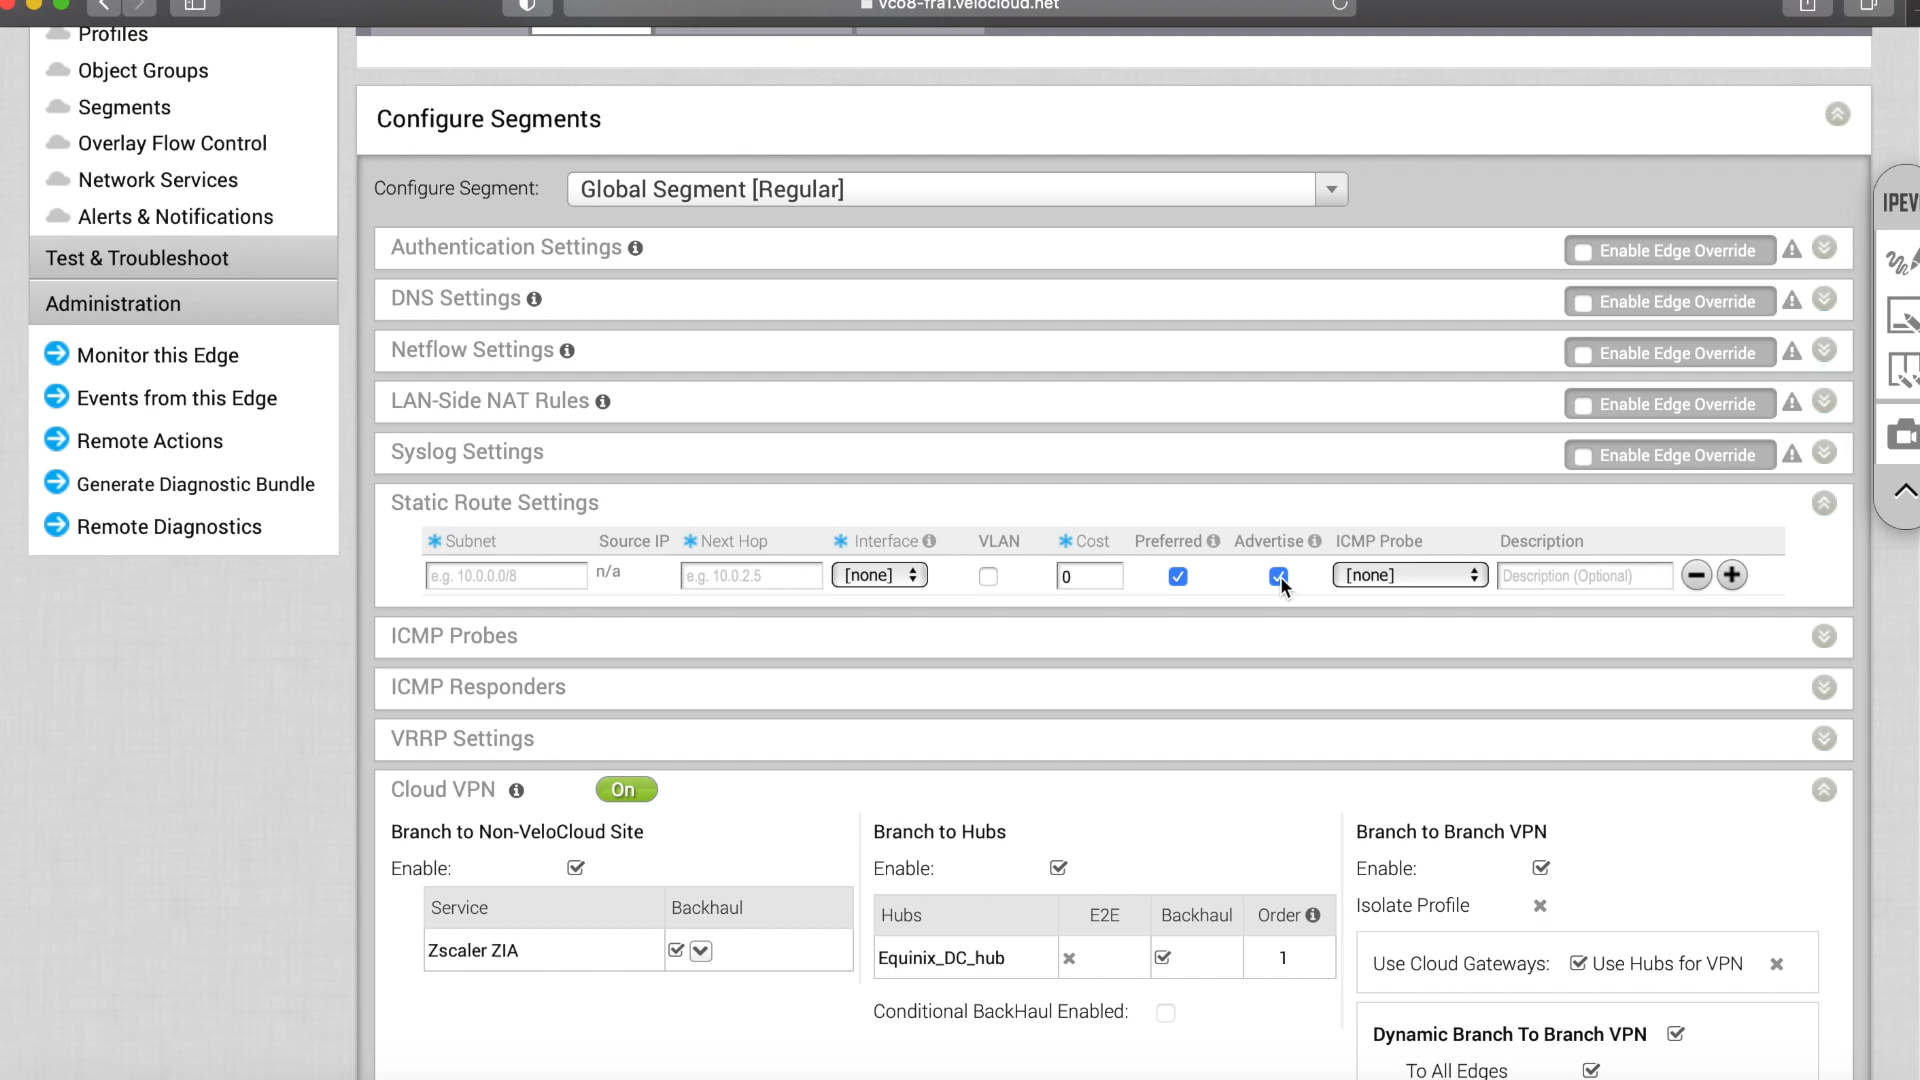 vco8-fra1.velocloud.net
Profiles
Object Groups
Segments
Overlay Flow Control
Network Services
Alerts & Notifications
Test & Troubleshoot
Administration
Monitor this Edge
Events from this Edge
Remote Actions
Generate Diagnostic Bundle
Remote Diagnostics
Configure Segments
Configure Segment: Global Segment [Regular]
Authentication Settings Enable Edge Override
DNS Settings Enable Edge Override
Netflow Settings Enable Edge Override
LAN-Side NAT Rules Enable Edge Override
Syslog Settings Enable Edge Override
Static Route Settings
* Subnet Source IP * Next Hop * Interface VLAN * Cost Preferred Advertise ICMP Probe Description
e.g. 10.0.0.0/8 n/a e.g. 10.0.2.5 [none] 0 [none] Description (Optional)
ICMP Probes
ICMP Responders
VRRP Settings
Cloud VPN On
Branch to Non-VeloCloud Site
Enable:
Service Backhaul
Zscaler ZIA
Branch to Hubs
Enable:
Hubs E2E Backhaul Order
Equinix_DC_hub 1
Conditional BackHaul Enabled:
Branch to Branch VPN
Enable:
Isolate Profile
Use Cloud Gateways: Use Hubs for VPN
Dynamic Branch To Branch VPN
To All Edges
IPEV